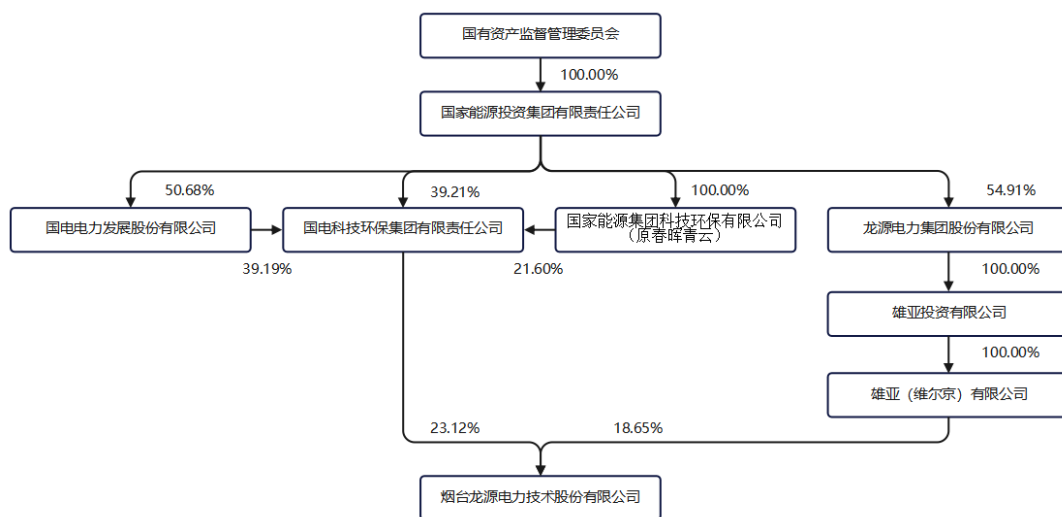 国有资产监督管理委员会
100.00%
国家能源投资集团有限责任公司
50.68%
39.21%
100.00%
54.91%
国电电力发展股份有限公司
国电科技环保集团有限责任公司
国家能源集团科技环保有限公司
（原春晖青云）
龙源电力集团股份有限公司
39.19%
21.60%
100.00%
雄亚投资有限公司
100.00%
雄亚（维尔京）有限公司
23.12%
18.65%
烟台龙源电力技术股份有限公司